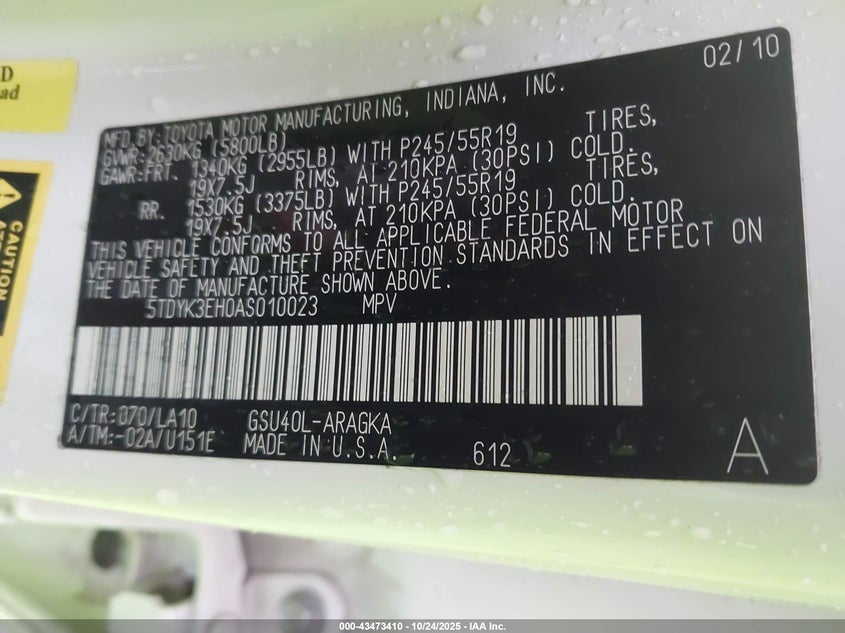 02/10
MFD.BY:TOYOTA MOTOR MANUFACTURING, INDIANA, INC.
GVWR:2630KG (5800LB)
GAWR:FRT. 1340KG (2955LB) WITH P245/55R19 TIRES,
19X7.5J RIMS, AT 210KPA (30PSI) COLD.
RR. 1530KG (3375LB) WITH P245/55R19 TIRES,
19X7.5J RIMS, AT 210KPA (30PSI) COLD.
THIS VEHICLE CONFORMS TO ALL APPLICABLE FEDERAL MOTOR
VEHICLE SAFETY AND THEFT PREVENTION STANDARDS IN EFFECT ON
THE DATE OF MANUFACTURE SHOWN ABOVE.
5TDYK3EH0AS010023 MPV
C/TR:070/LA10 GSU40L-ARAGKA
A/TM:-02A/U151E MADE IN U.S.A. 612
A
D
ad
CAUTION
000-43473410 - 10/24/2025 - IAA Inc.